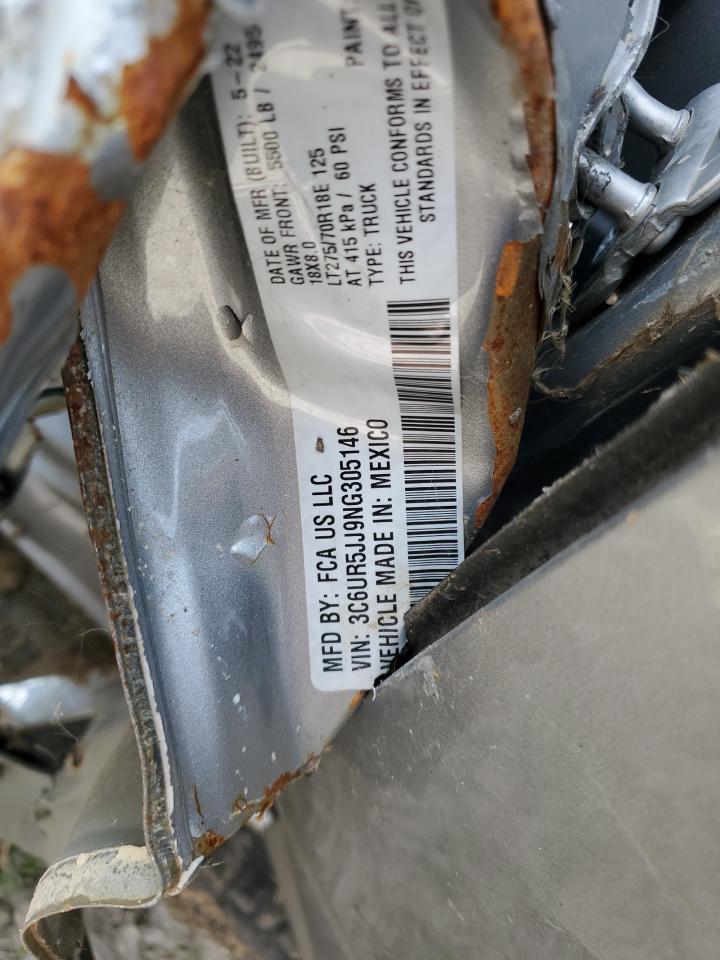 MFD BY: FCA US LLC
DATE OF MFR (BUILT): 5-22
GAWR FRONT: 5500 LB / 2495
18X8.0
LT275/70R18E 125
AT 415 kPa / 60 PSI
PAINT
VIN: 3C6UR5JJ9NG305146
TYPE: TRUCK
VEHICLE MADE IN: MEXICO
THIS VEHICLE CONFORMS TO ALL
STANDARDS IN EFFECT